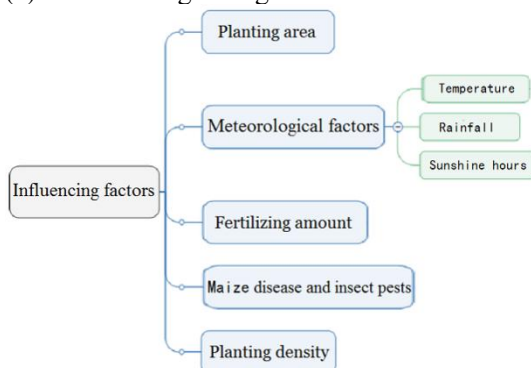 Planting area
Temperature
Meteorological factors
Rainfall
Sunshine hours
Influencing factors
Fertilizing amount
Maize disease and insect pests
Planting density